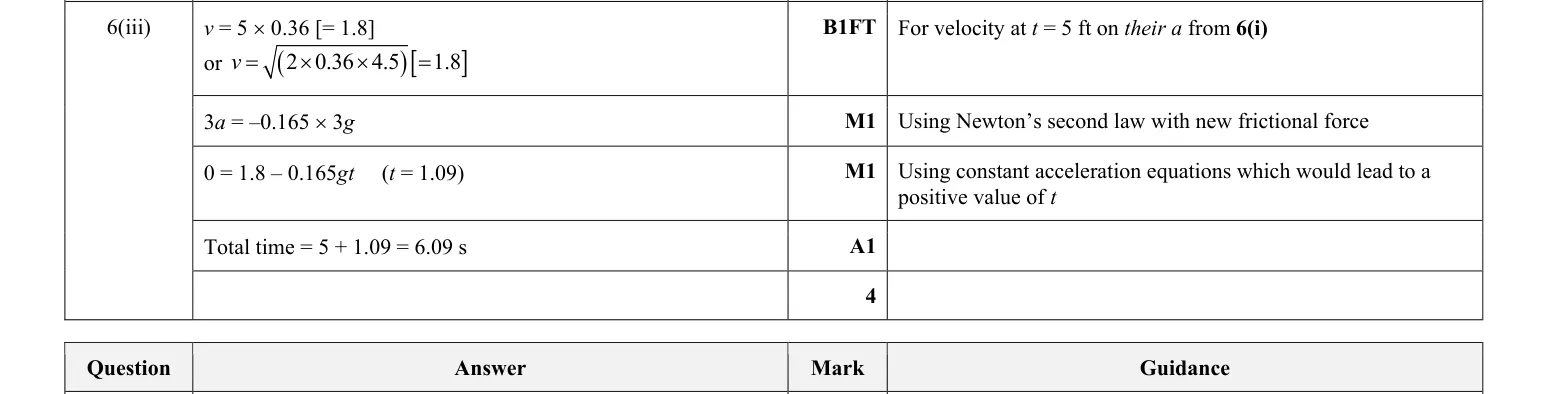 6(iii)
v = 5 × 0.36 [= 1.8]
or v = √(2×0.36×4.5)[=1.8]
B1FT
For velocity at t = 5 ft on their a from 6(i)
3a = –0.165 × 3g
M1
Using Newton’s second law with new frictional force
0 = 1.8 – 0.165gt (t = 1.09)
M1
Using constant acceleration equations which would lead to a
positive value of t
Total time = 5 + 1.09 = 6.09 s
A1
4
Question
Answer
Mark
Guidance